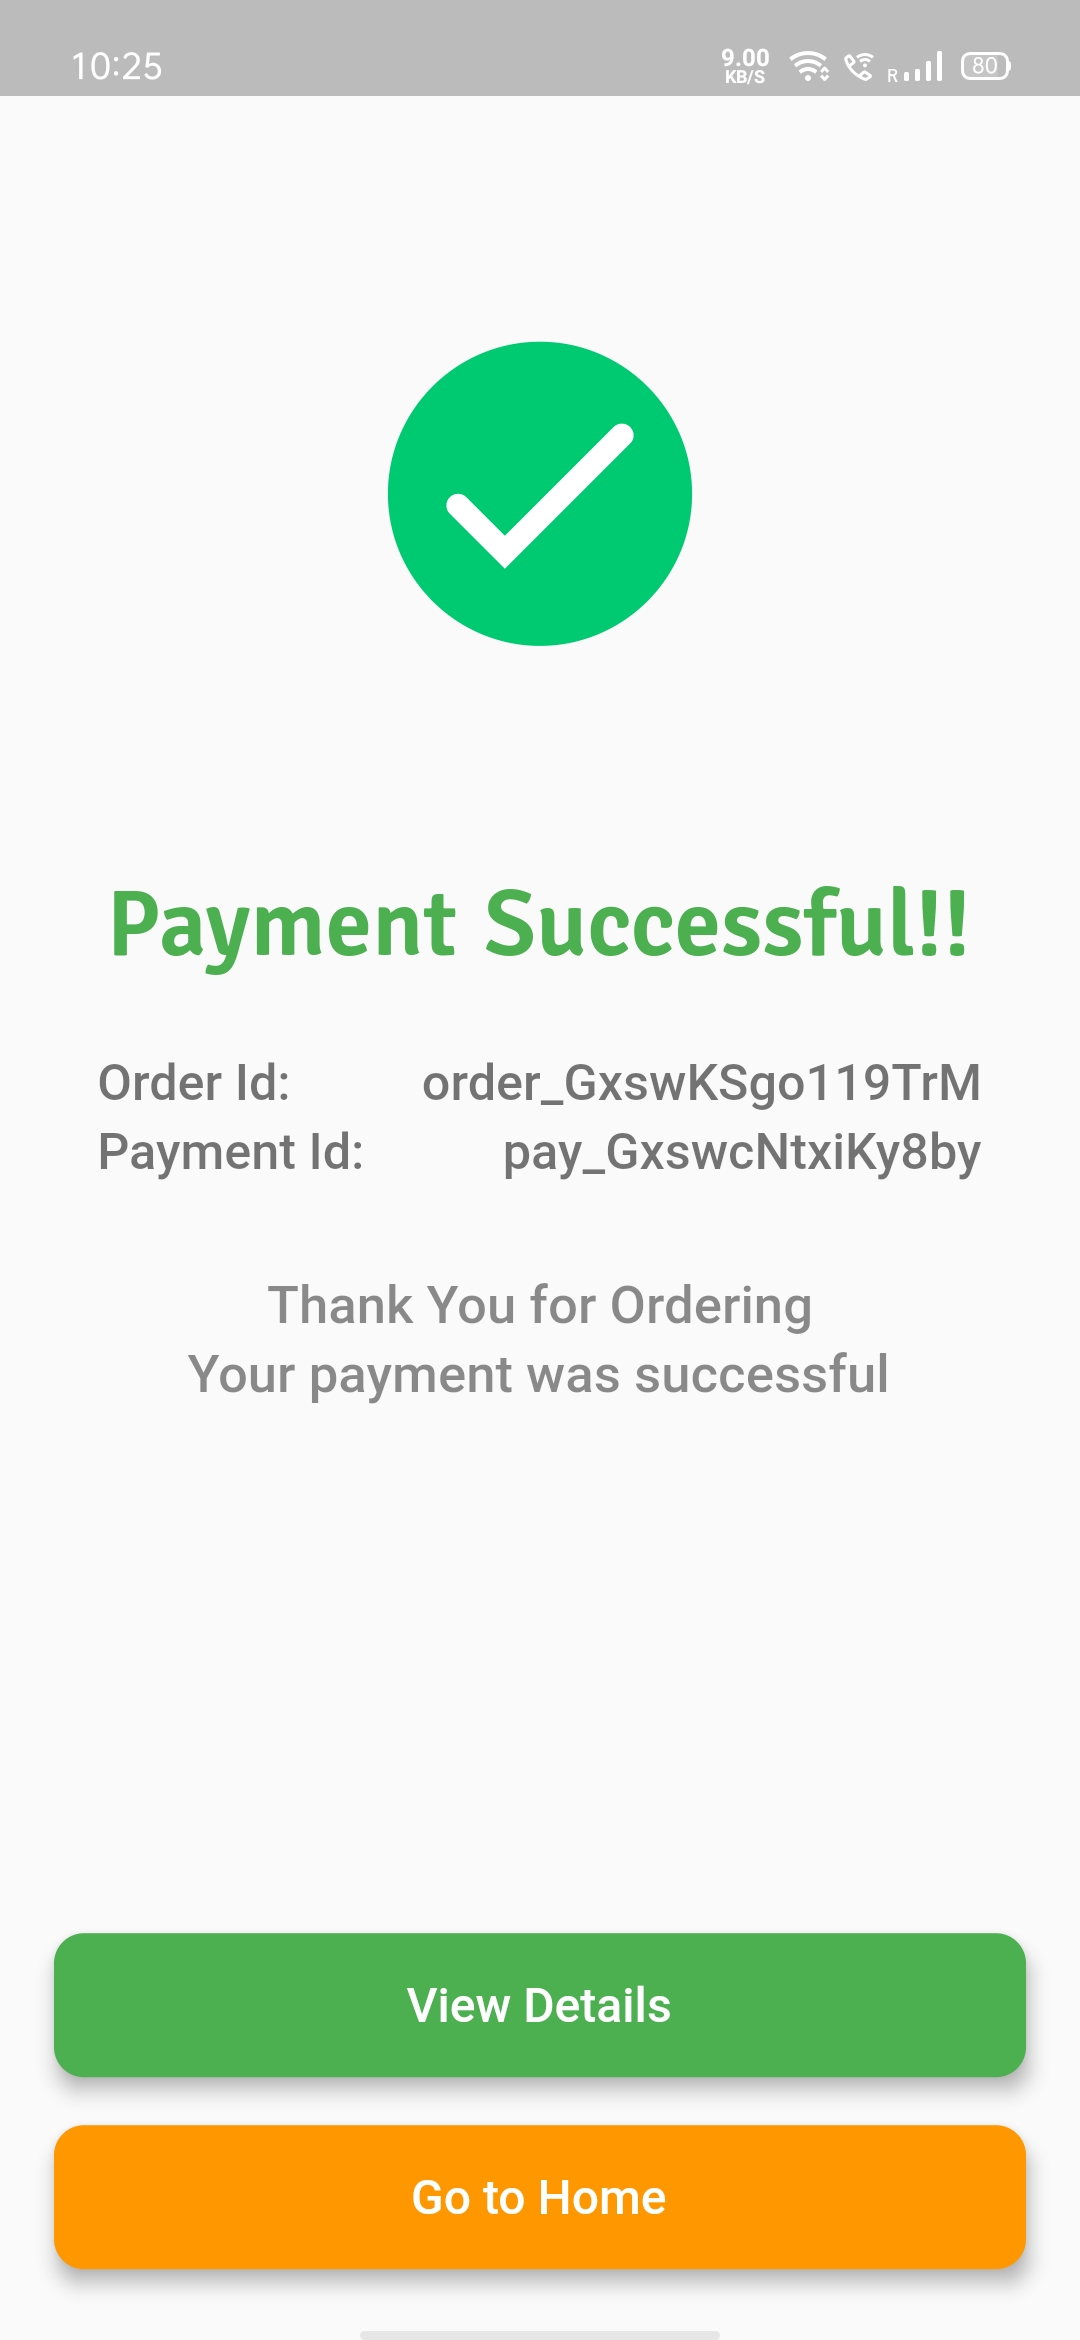 10:25 9.00 KB/S R 80
Payment Successful!!
Order Id: order_GxswKSgo119TrM
Payment Id: pay_GxswcNtxiKy8by
Thank You for Ordering
Your payment was successful
View Details
Go to Home